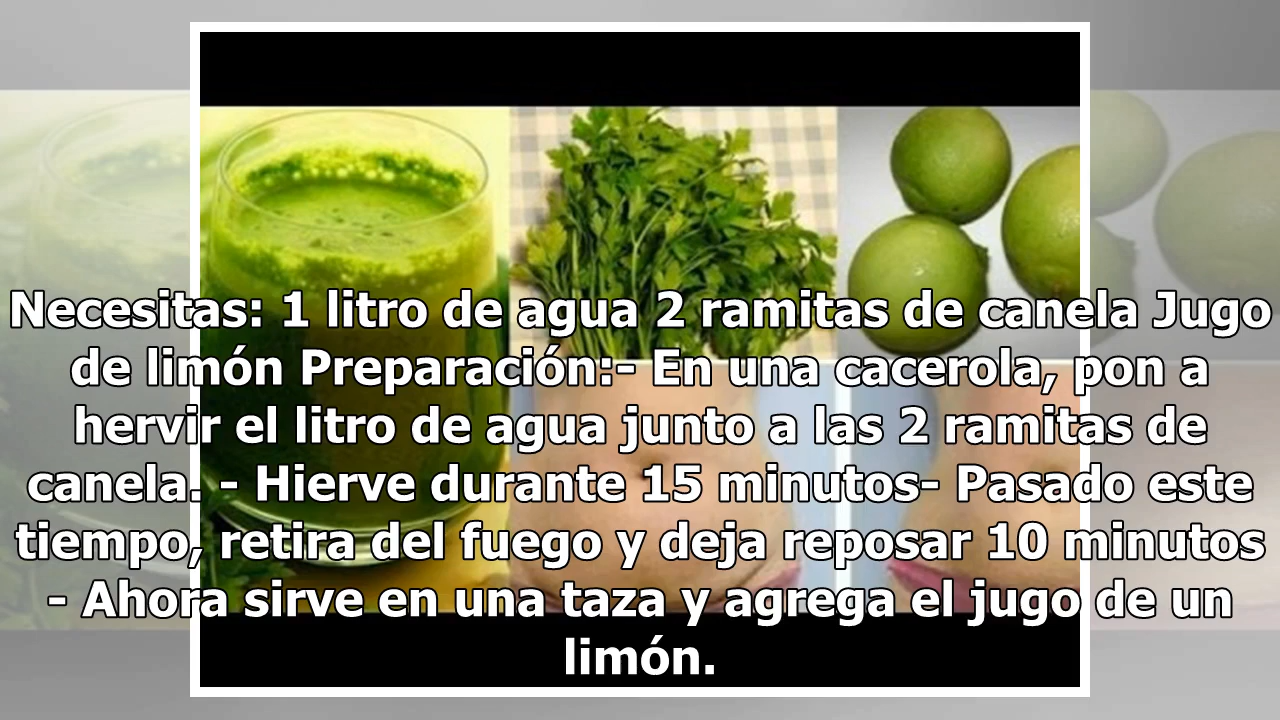 Necesitas: 1 litro de agua 2 ramitas de canela Jugo
de limón Preparación:- En una cacerola, pon a
hervir el litro de agua junto a las 2 ramitas de
canela. - Hierve durante 15 minutos- Pasado este
tiempo, retira del fuego y deja reposar 10 minutos
- Ahora sirve en una taza y agrega el jugo de un
limón.